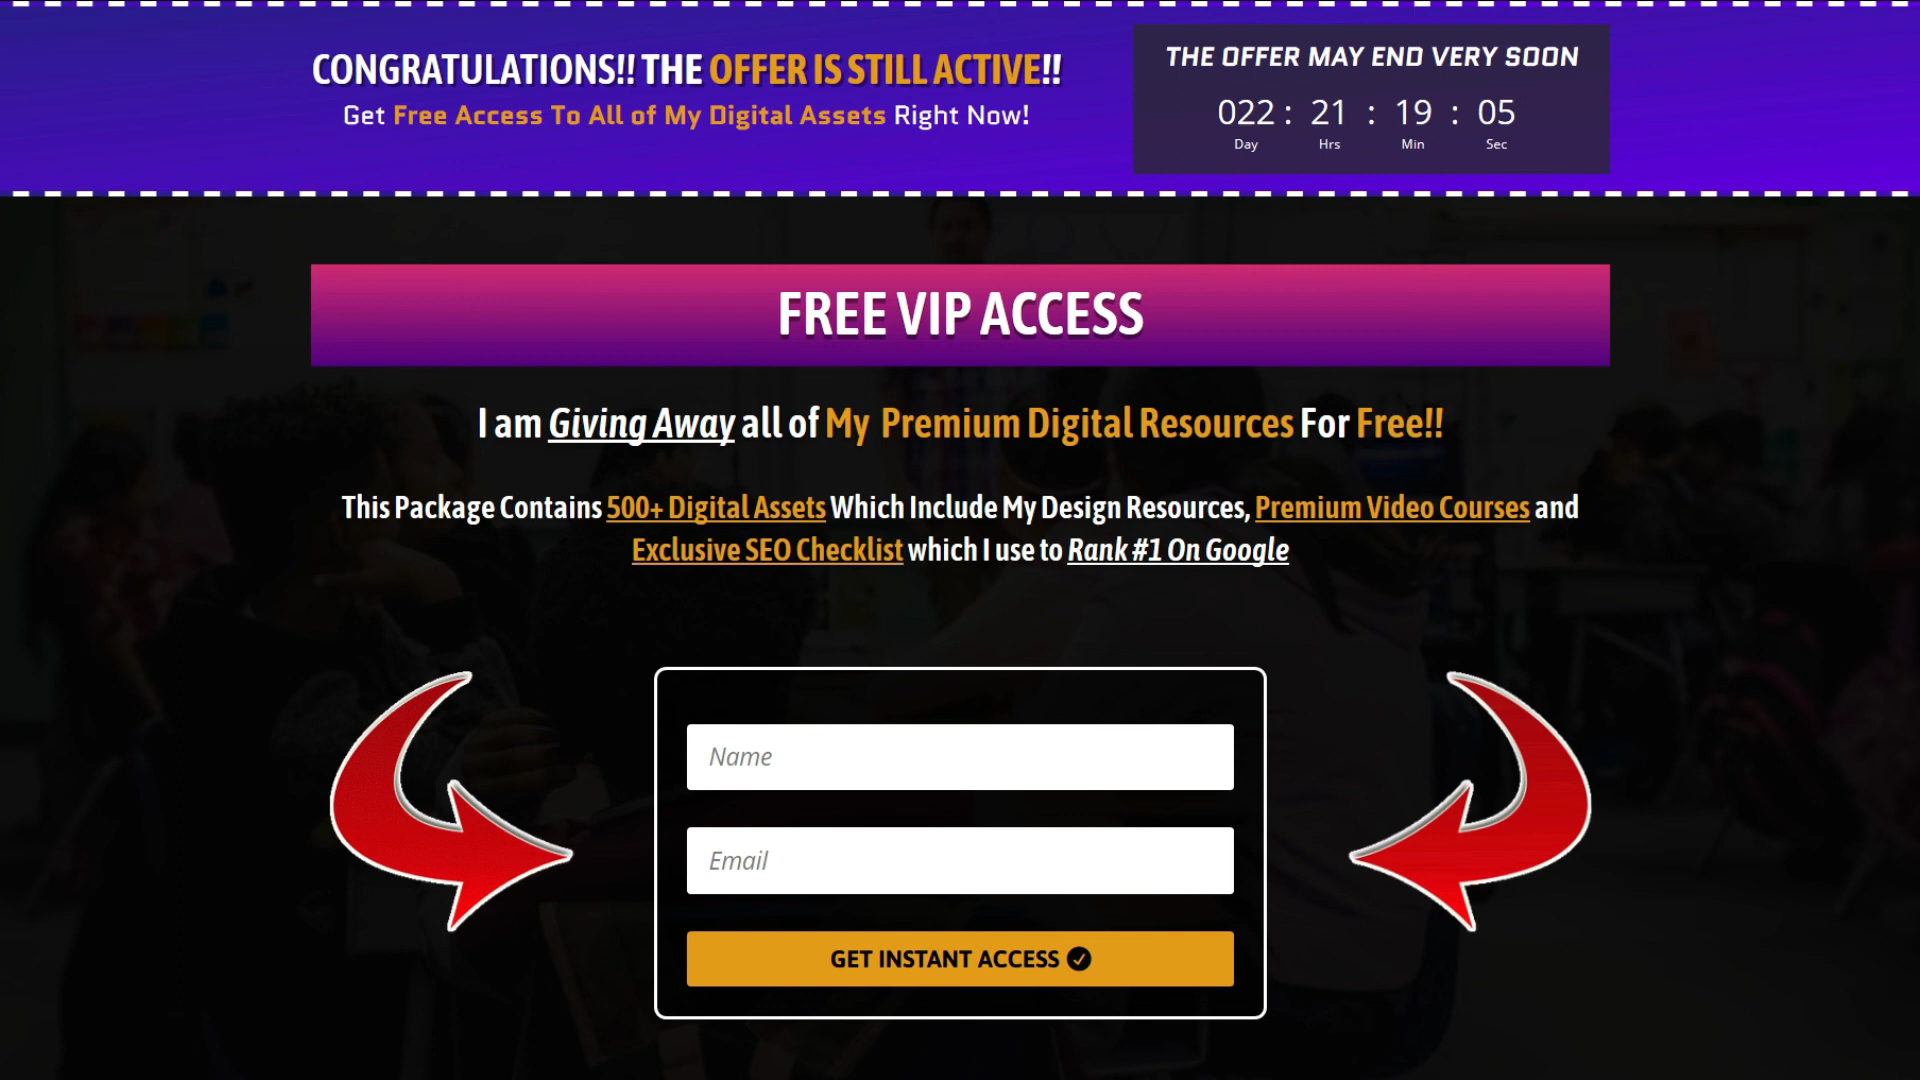 CONGRATULATIONS!! THE OFFER IS STILL ACTIVE!!
Get Free Access To All of My Digital Assets Right Now!
THE OFFER MAY END VERY SOON
022 : 21 : 19 : 05
Day Hrs Min Sec
FREE VIP ACCESS
I am Giving Away all of My Premium Digital Resources For Free!!
This Package Contains 500+ Digital Assets Which Include My Design Resources, Premium Video Courses and
Exclusive SEO Checklist which I use to Rank #1 On Google
Name
Email
GET INSTANT ACCESS